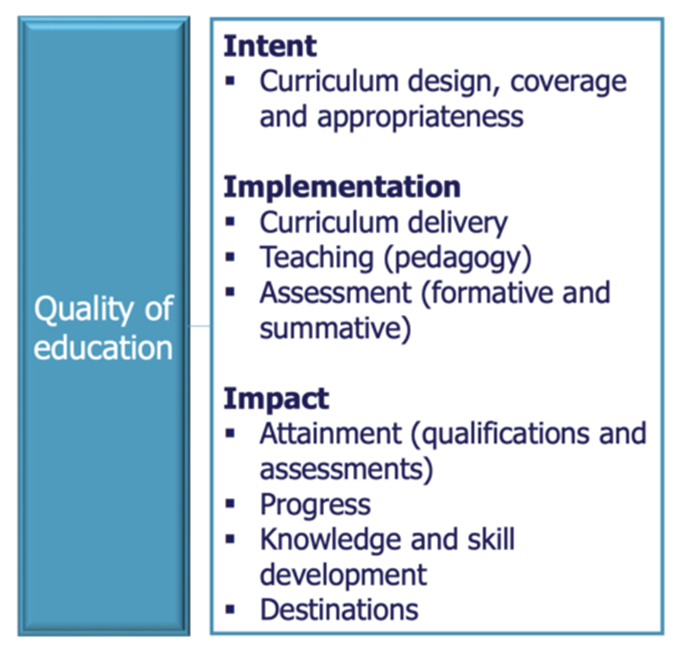 Quality of
education
Intent
▪ Curriculum design, coverage
and appropriateness
Implementation
▪ Curriculum delivery
▪ Teaching (pedagogy)
▪ Assessment (formative and
summative)
Impact
▪ Attainment (qualifications and
assessments)
▪ Progress
▪ Knowledge and skill
development
▪ Destinations